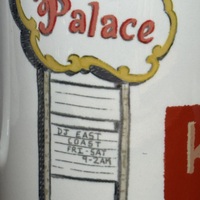 Palace
DJ EAST
COAST
FRI-SAT
9-2AM
K